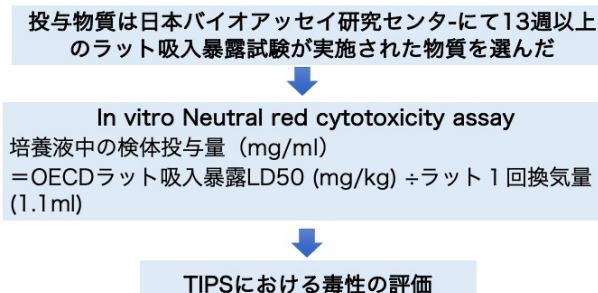 投与物質は日本バイオアッセイ研究センタ-にて13週以上
のラット吸入暴露試験が実施された物質を選んだ
In vitro Neutral red cytotoxicity assay
培養液中の検体投与量（mg/ml）
＝OECDラット吸入暴露LD50 (mg/kg) ÷ラット１回換気量
(1.1ml)
TIPSにおける毒性の評価